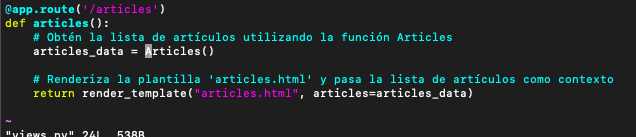 @app.route('/articles')
def articles():
    # Obtén la lista de artículos utilizando la función Articles
    articles_data = Articles()
    # Renderiza la plantilla 'articles.html' y pasa la lista de artículos como contexto
    return render_template("articles.html", articles=articles_data)
~
"views.py" 24L, 538B